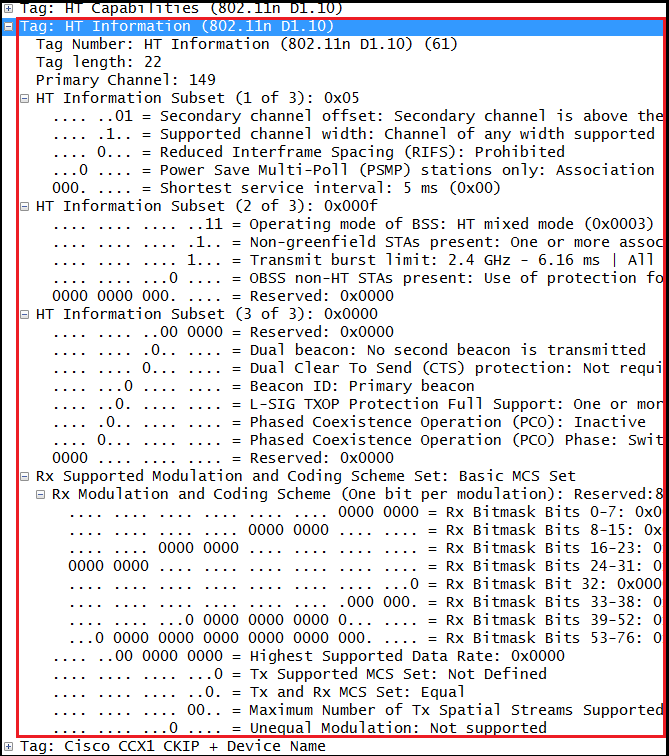 Tag: HT Capabilities (802.11n D1.10)
Tag: HT Information (802.11n D1.10)
Tag Number: HT Information (802.11n D1.10) (61)
Tag length: 22
Primary Channel: 149
HT Information Subset (1 of 3): 0x05
.... ..01 = Secondary channel offset: Secondary channel is above the
.... .1.. = Supported channel width: Channel of any width supported
.... 0... = Reduced Interframe Spacing (RIFS): Prohibited
...0 .... = Power Save Multi-Poll (PSMP) stations only: Association
000. .... = Shortest service interval: 5 ms (0x00)
HT Information Subset (2 of 3): 0x000f
.... .... .... ..11 = Operating mode of BSS: HT mixed mode (0x0003)
.... .... .... .1.. = Non-greenfield STAs present: One or more assoc
.... .... .... 1... = Transmit burst limit: 2.4 GHz - 6.16 ms | All
.... .... ...0 .... = OBSS non-HT STAs present: Use of protection fo
0000 0000 000. .... = Reserved: 0x0000
HT Information Subset (3 of 3): 0x0000
.... .... ..00 0000 = Reserved: 0x0000
.... .... .0.. .... = Dual beacon: No second beacon is transmitted
.... .... 0... .... = Dual Clear To Send (CTS) protection: Not requi
.... ...0 .... .... = Beacon ID: Primary beacon
.... ..0. .... .... = L-SIG TXOP Protection Full Support: One or mor
.... .0.. .... .... = Phased Coexistence Operation (PCO): Inactive
.... 0... .... .... = Phased Coexistence Operation (PCO) Phase: Swit
0000 .... .... .... = Reserved: 0x0000
Rx Supported Modulation and Coding Scheme Set: Basic MCS Set
Rx Modulation and Coding Scheme (One bit per modulation): Reserved:8
.... .... .... .... .... .... 0000 0000 = Rx Bitmask Bits 0-7: 0x0
.... .... .... .... 0000 0000 .... .... = Rx Bitmask Bits 8-15: 0x
.... .... 0000 0000 .... .... .... .... = Rx Bitmask Bits 16-23: 0
0000 0000 .... .... .... .... .... .... = Rx Bitmask Bits 24-31: 0
.... .... .... .... .... .... .... ...0 = Rx Bitmask Bit 32: 0x000
.... .... .... .... .... .... .000 000. = Rx Bitmask Bits 33-38: 0
.... .... ...0 0000 0000 0000 0... .... = Rx Bitmask Bits 39-52: 0
...0 0000 0000 0000 0000 0000 000. .... = Rx Bitmask Bits 53-76: 0
.... ..00 0000 0000 = Highest Supported Data Rate: 0x0000
.... .... .... ...0 = Tx Supported MCS Set: Not Defined
.... .... .... ..0. = Tx and Rx MCS Set: Equal
.... .... .... 00.. = Maximum Number of Tx Spatial Streams Supported
.... .... ...0 .... = Unequal Modulation: Not supported
Tag: Cisco CCX1 CKIP + Device Name